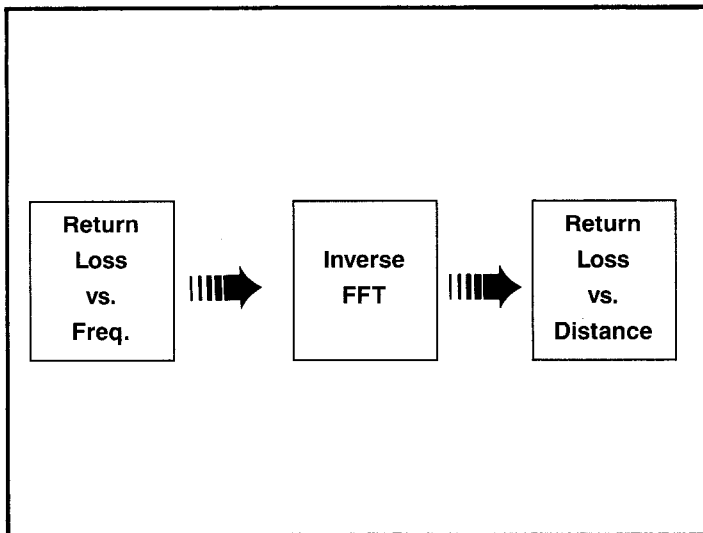 Return
Loss
vs.
Freq.
Inverse
FFT
Return
Loss
vs.
Distance